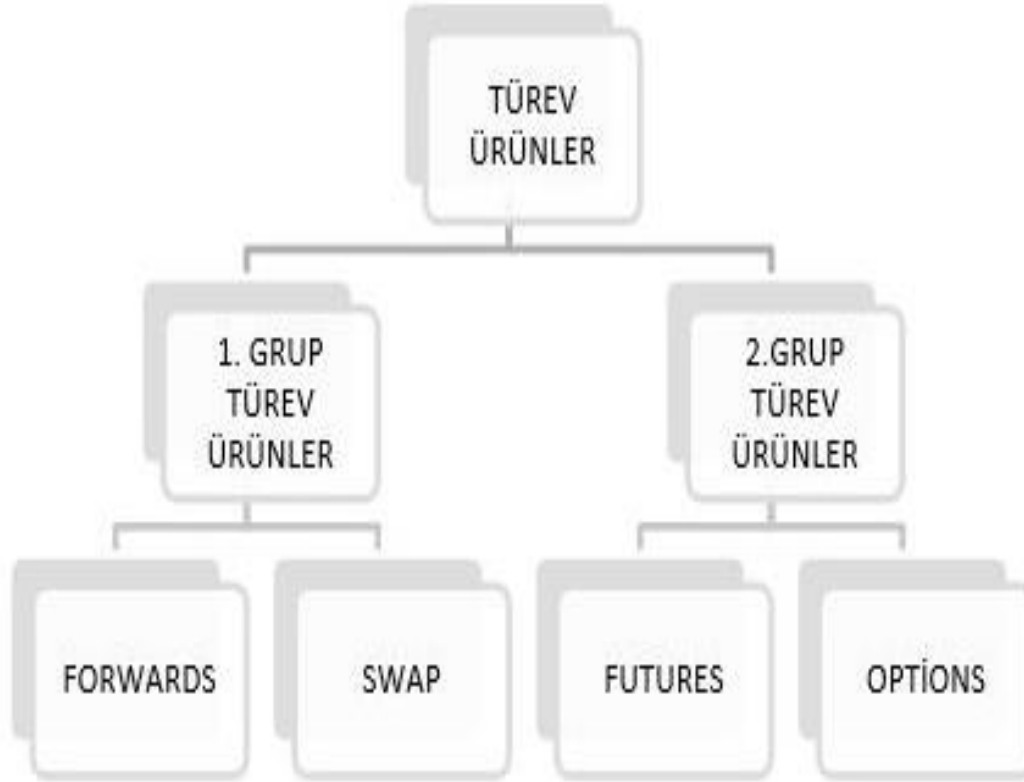 TÜREV
ÜRÜNLER
1. GRUP
TÜREV
ÜRÜNLER
2.GRUP
TÜREV
ÜRÜNLER
FORWARDS
SWAP
FUTURES
OPTİONS